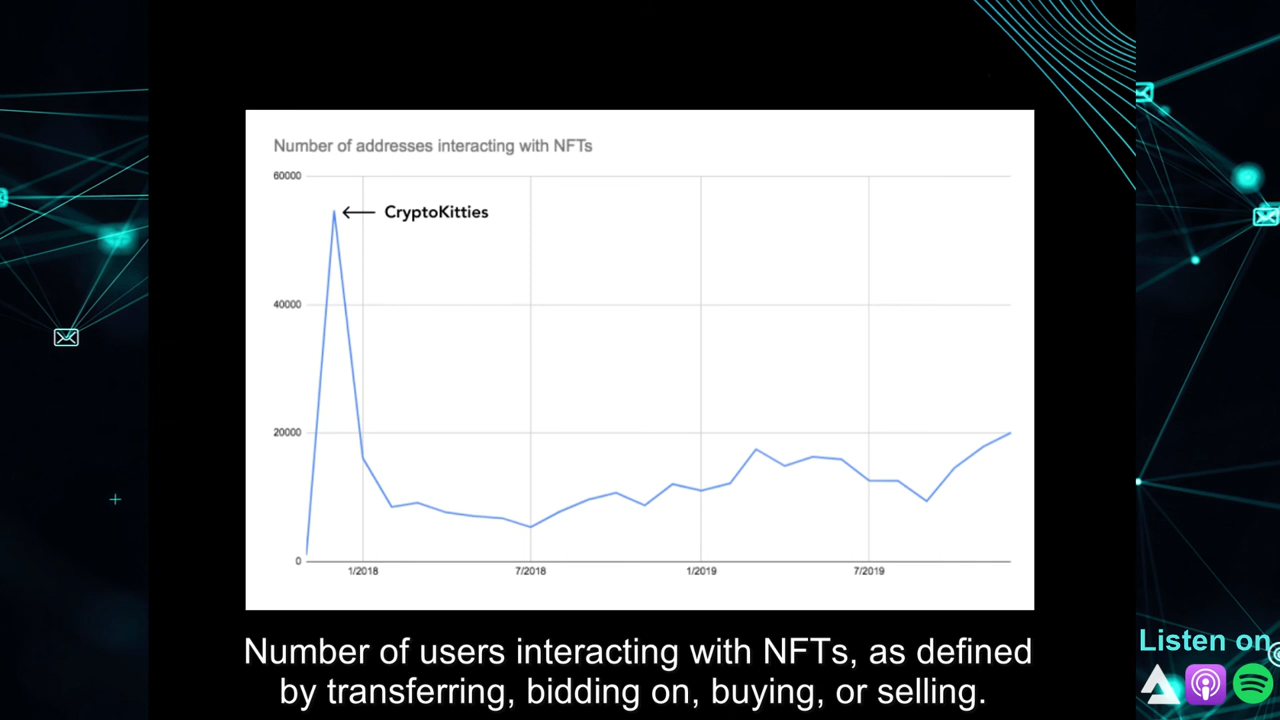 Number of addresses interacting with NFTs
60000
CryptoKitties
40000
20000
0
1/2018 7/2018 1/2019 7/2019
Number of users interacting with NFTs, as defined
by transferring, bidding on, buying, or selling.
Listen on